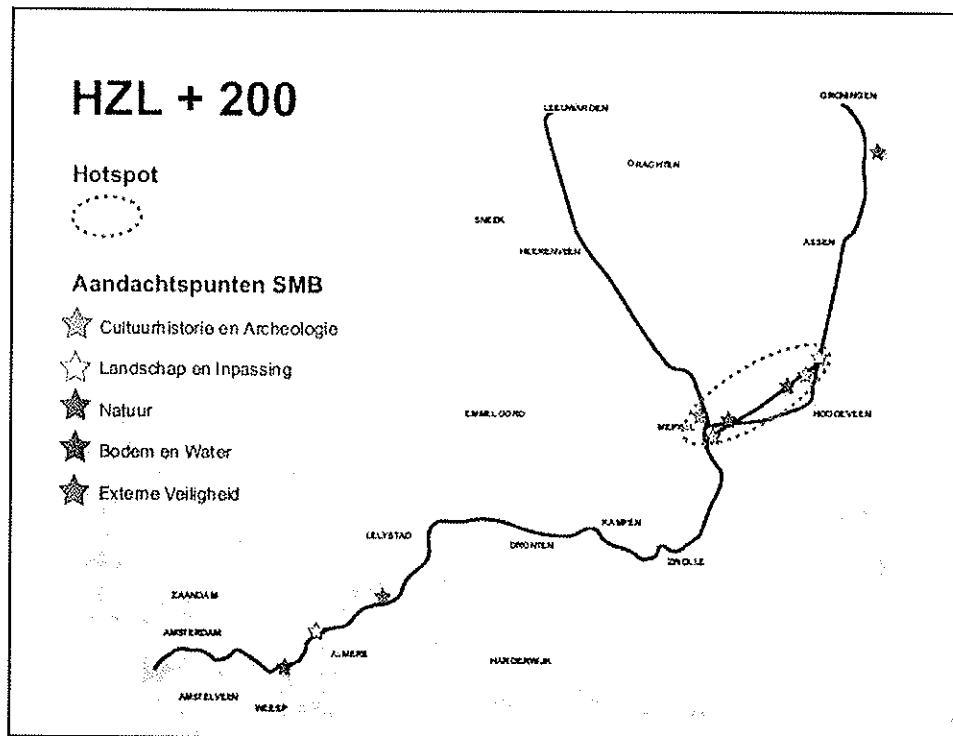 HZL + 200
Hotspot
Aandachtspunten SMB
Cultuurhistorie en Archeologie
Landschap en Inpassing
Natuur
Bodem en Water
Externe Veiligheid
LEEUWARDEN
GRONINGEN
DRACHTEN
SNEEK
HEERENVEEN
ASSEN
EMMELOORD
MEPPEL
HOOGEVEEN
LELYSTAD
DRONTEN
KAMPEN
ZWOLLE
ZAANDAM
AMSTERDAM
ALMERE
HARDERWIJK
AMSTELVEEN
WEESP